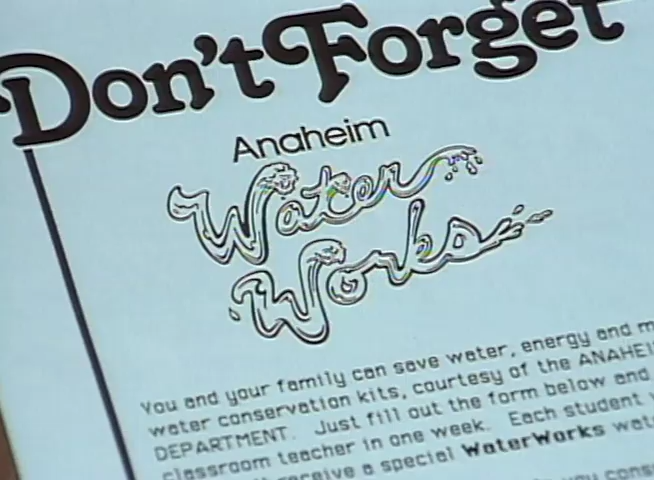 Don't Forget
Anaheim
Water
Works
You and your family can save water, energy and
water conservation kits, courtesy of the
DEPARTMENT. Just fill out the form below and
classroom teacher in one week. Each student
receive a special WaterWorks
you